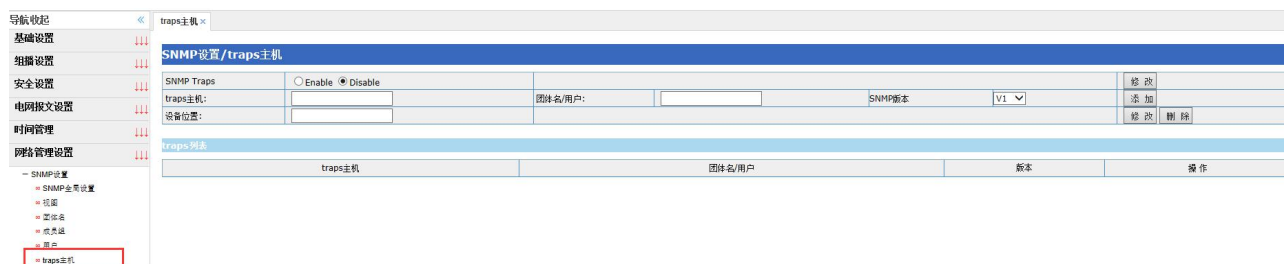 导航收起 « traps主机 ×
基础设置 ↓↓↓
组播设置 ↓↓↓
安全设置 ↓↓↓
电网报文设置 ↓↓↓
时间管理 ↓↓↓
网络管理设置 ↓↓↓
SNMP设置
SNMP全局设置
视图
团体名
成员组
用户
traps主机
SNMP设置/traps主机
SNMP Traps Enable Disable 修 改
traps主机: 团体名/用户: SNMP版本 V1 添 加
设备位置: 修 改 删 除
traps列表
traps主机 团体名/用户 版本 操 作